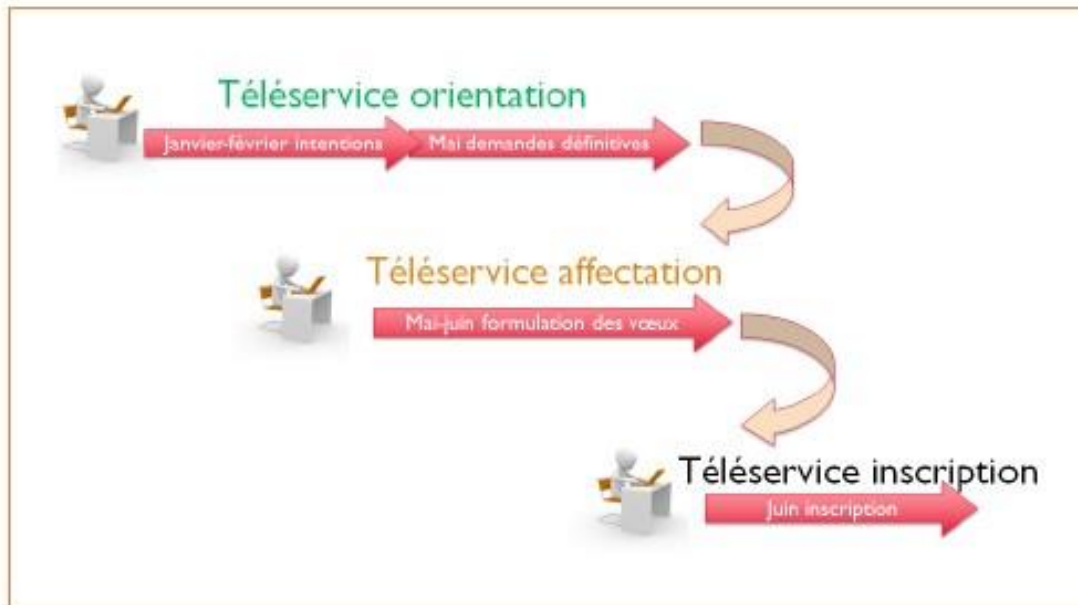 Téléservice orientation
Janvier-février intentions
Mai demandes définitives
Téléservice affectation
Mai-juin formulation des vœux
Téléservice inscription
Juin inscription